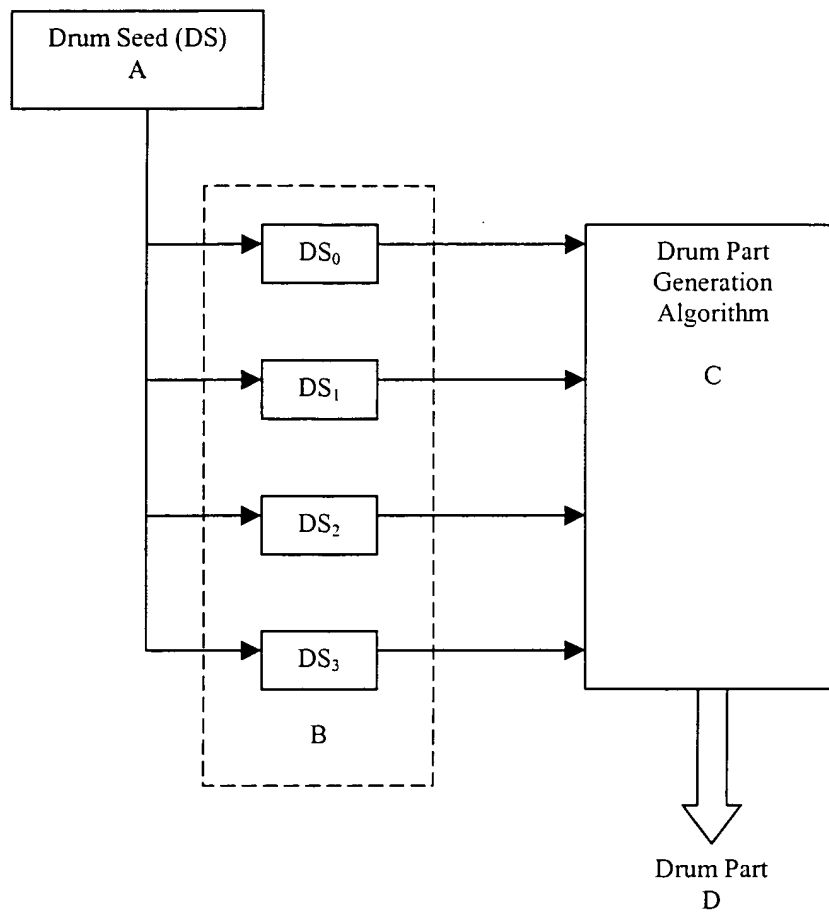 Drum Seed (DS)
A
DS₀
DS₁
DS₂
DS₃
B
Drum Part
Generation
Algorithm
C
Drum Part
D